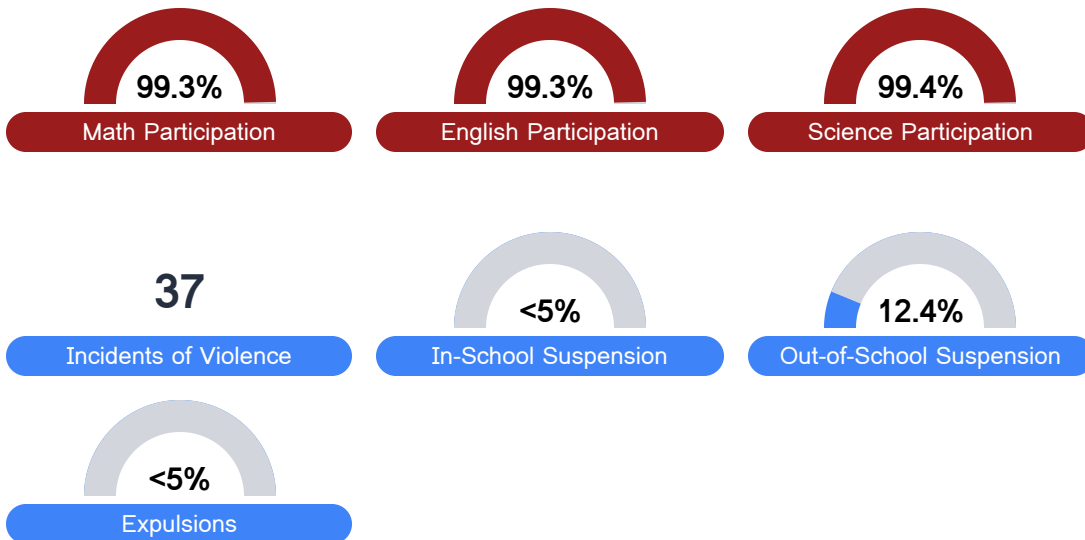 99.3%
Math Participation
99.3%
English Participation
99.4%
Science Participation
37
Incidents of Violence
<5%
In-School Suspension
12.4%
Out-of-School Suspension
<5%
Expulsions